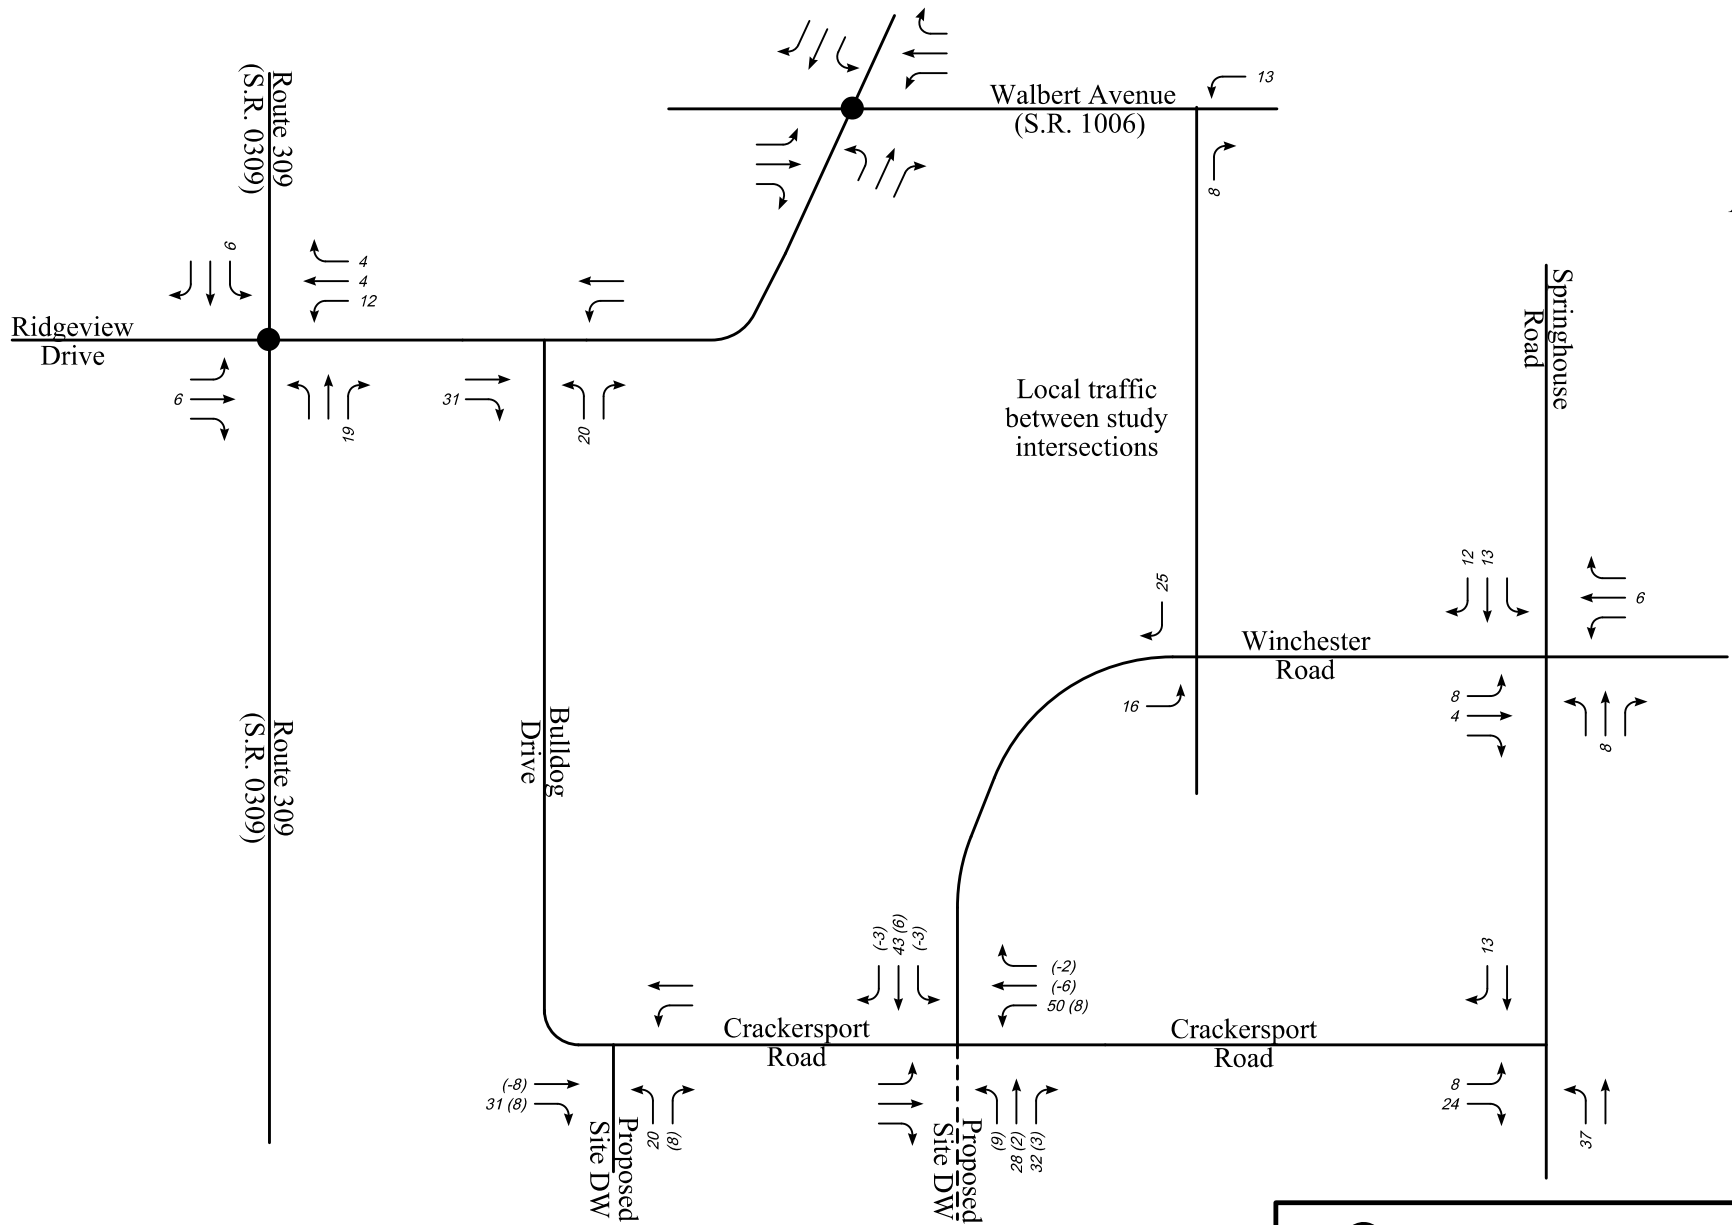 Route 309
(S.R. 0309)
Walbert Avenue
(S.R. 1006)
13
8
6
4
4
12
Ridgeview
Drive
6
19
31
20
Springhouse
Road
Local traffic
between study
intersections
25
12
13
6
Winchester
Road
16
8
4
8
Route 309
(S.R. 0309)
Bulldog
Drive
(-3)
43 (6)
(-3)
(-2)
(-6)
50 (8)
13
Crackersport
Road
Crackersport
Road
(-8)
31 (8)
20
(8)
Proposed
Site DW
(9)
28 (2)
32 (3)
Proposed
Site DW
8
24
37